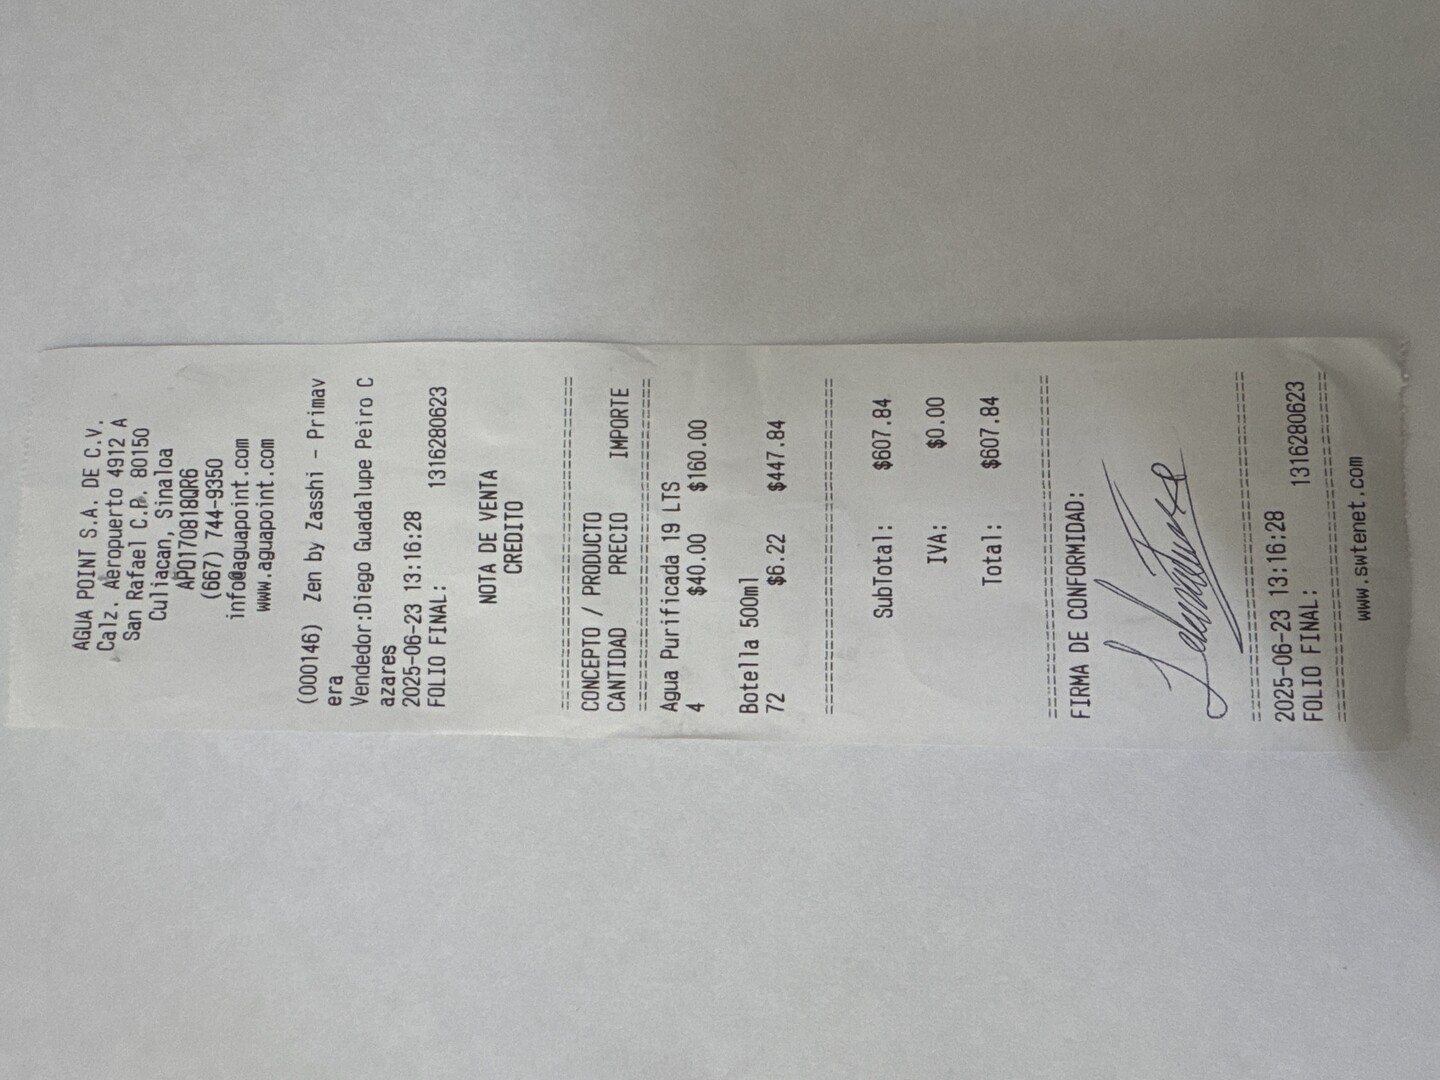 AGUA POINT S.A. DE C.V.
Calz. Aeropuerto 4912 A
San Rafael C.P. 80150
Culiacan, Sinaloa
APO170818QR6
(667) 744-9350
info@aguapoint.com
www.aguapoint.com
(000146) Zen by Zasshi - Primav
era
Vendedor:Diego Guadalupe Peiro C
azares
2025-06-23 13:16:28
FOLIO FINAL: 1316280623
NOTA DE VENTA
CREDITO
================================
CONCEPTO / PRODUCTO
CANTIDAD PRECIO IMPORTE
================================
Agua Purificada 19 LTS
4 $40.00 $160.00
Botella 500ml
72 $6.22 $447.84
================================
SubTotal: $607.84
IVA: $0.00
Total: $607.84
================================
FIRMA DE CONFORMIDAD:
================================
2025-06-23 13:16:28
FOLIO FINAL: 1316280623
================================
www.swtenet.com